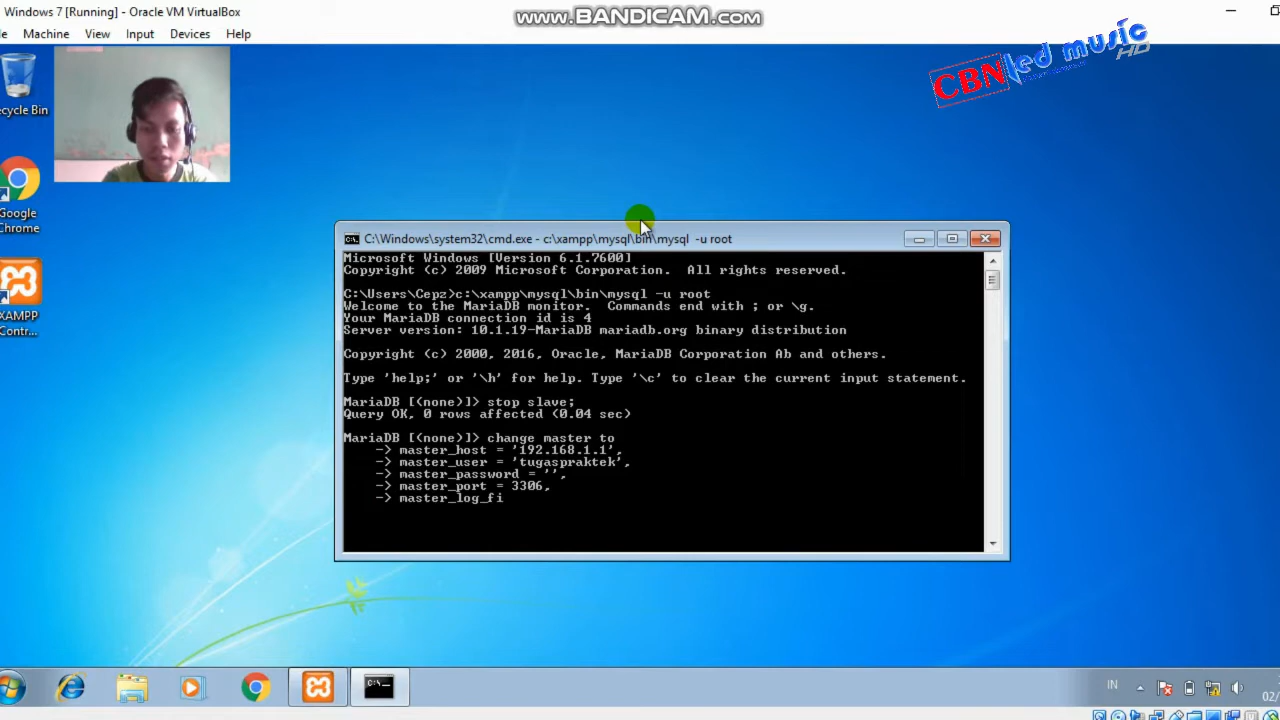 Windows 7 [Running] - Oracle VM VirtualBox
www.BANDICAM.com
Machine View Input Devices Help
CBN led music HD
ecycle Bin
Google
Chrome
XAMPP
Contr...
C:\Windows\system32\cmd.exe - c:\xampp\mysql\bin\mysql -u root
Microsoft Windows [Version 6.1.7600]
Copyright (c) 2009 Microsoft Corporation. All rights reserved.
C:\Users\Cepz>c:\xampp\mysql\bin\mysql -u root
Welcome to the MariaDB monitor. Commands end with ; or \g.
Your MariaDB connection id is 4
Server version: 10.1.19-MariaDB mariadb.org binary distribution
Copyright (c) 2000, 2016, Oracle, MariaDB Corporation Ab and others.
Type 'help;' or '\h' for help. Type '\c' to clear the current input statement.
MariaDB [(none)]> stop slave;
Query OK, 0 rows affected (0.04 sec)
MariaDB [(none)]> change master to
-> master_host = '192.168.1.1',
-> master_user = 'tugaspraktek',
-> master_password = '',
-> master_port = 3306,
-> master_log_fi
C:\_
IN
02/